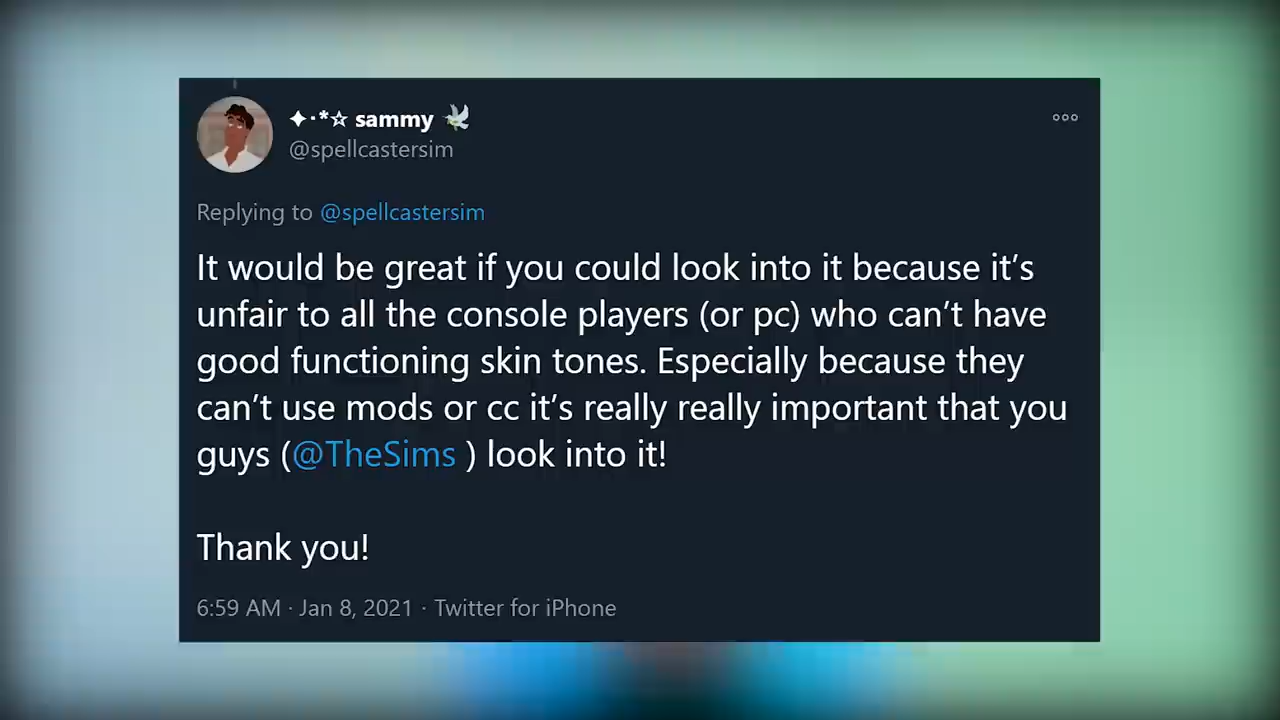 ✦·*☆ sammy 🕊
@spellcastersim
Replying to @spellcastersim
It would be great if you could look into it because it’s
unfair to all the console players (or pc) who can’t have
good functioning skin tones. Especially because they
can’t use mods or cc it’s really really important that you
guys (@TheSims ) look into it!
Thank you!
6:59 AM · Jan 8, 2021 · Twitter for iPhone